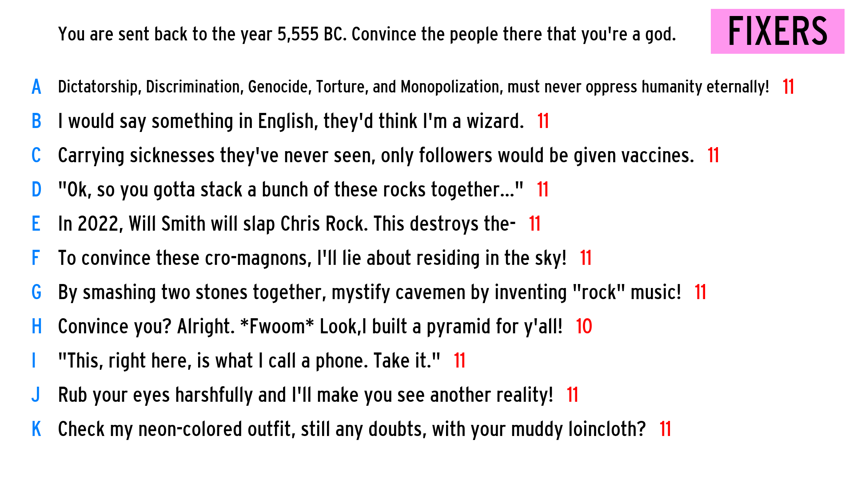 You are sent back to the year 5,555 BC. Convince the people there that you're a god.
FIXERS
A Dictatorship, Discrimination, Genocide, Torture, and Monopolization, must never oppress humanity eternally! 11
B I would say something in English, they'd think I'm a wizard. 11
C Carrying sicknesses they've never seen, only followers would be given vaccines. 11
D "Ok, so you gotta stack a bunch of these rocks together..." 11
E In 2022, Will Smith will slap Chris Rock. This destroys the- 11
F To convince these cro-magnons, I'll lie about residing in the sky! 11
G By smashing two stones together, mystify cavemen by inventing "rock" music! 11
H Convince you? Alright. *Fwoom* Look,I built a pyramid for y'all! 10
I "This, right here, is what I call a phone. Take it." 11
J Rub your eyes harshfully and I'll make you see another reality! 11
K Check my neon-colored outfit, still any doubts, with your muddy loincloth? 11